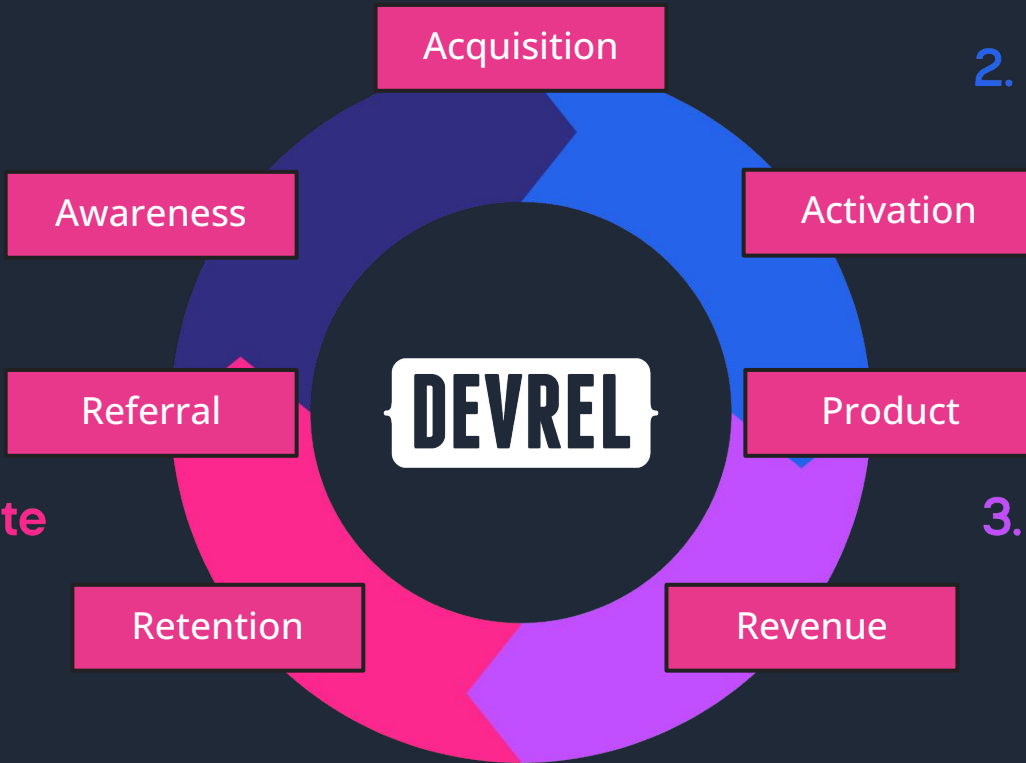 Acquisition
2.
Awareness
Activation
Referral
{DEVREL}
Product
te
3.
Retention
Revenue